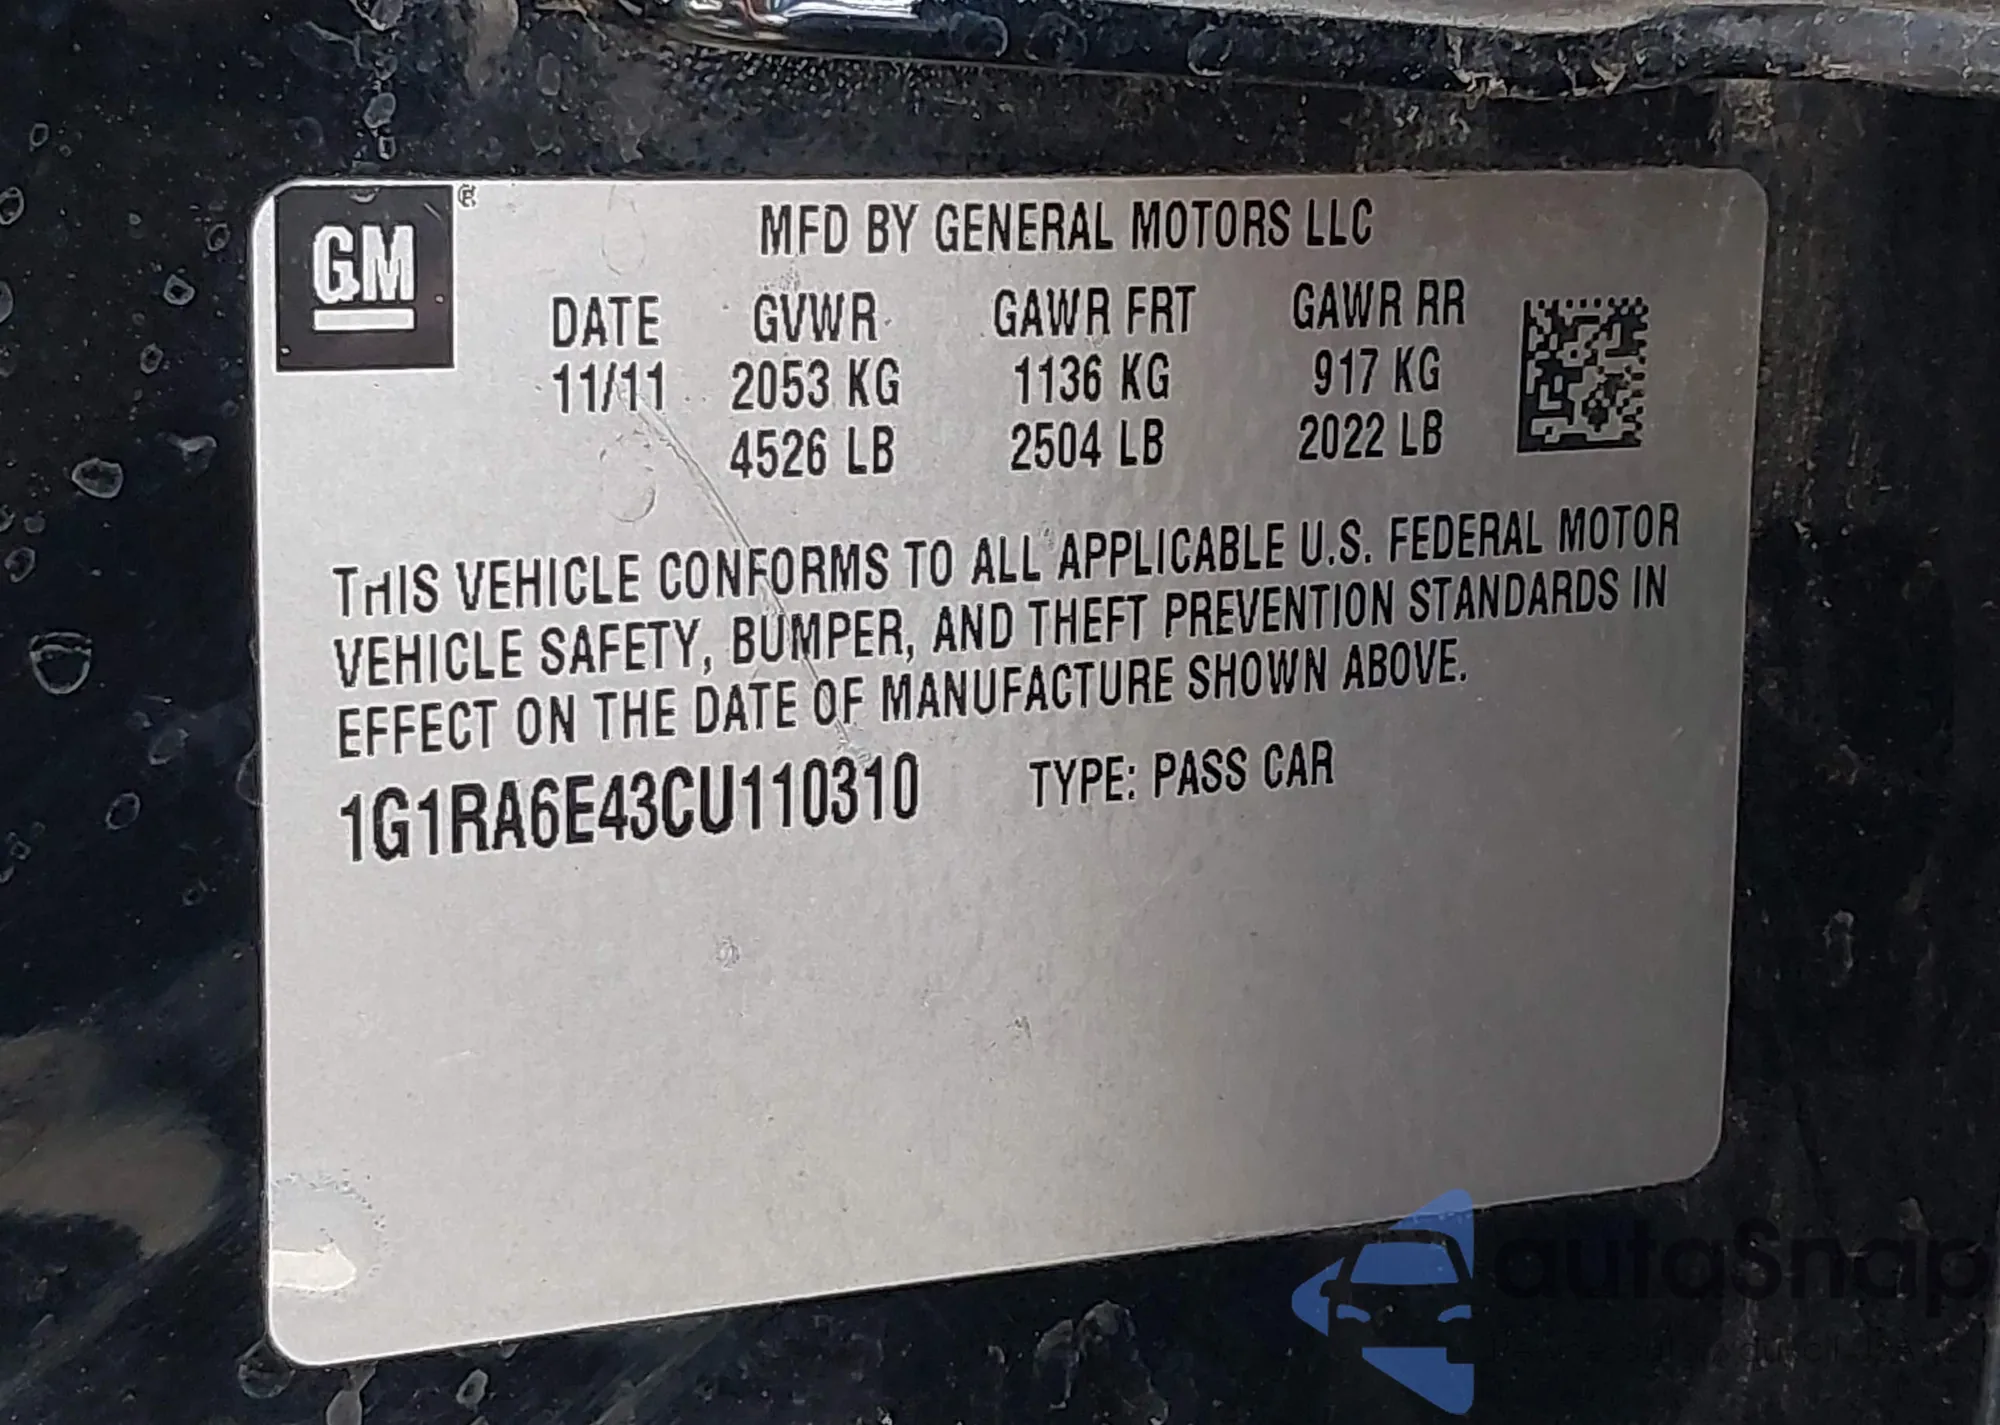 GM ®
MFD BY GENERAL MOTORS LLC
DATE GVWR GAWR FRT GAWR RR
11/11 2053 KG 1136 KG 917 KG
4526 LB 2504 LB 2022 LB
THIS VEHICLE CONFORMS TO ALL APPLICABLE U.S. FEDERAL MOTOR
VEHICLE SAFETY, BUMPER, AND THEFT PREVENTION STANDARDS IN
EFFECT ON THE DATE OF MANUFACTURE SHOWN ABOVE.
1G1RA6E43CU110310 TYPE: PASS CAR
autoSnap